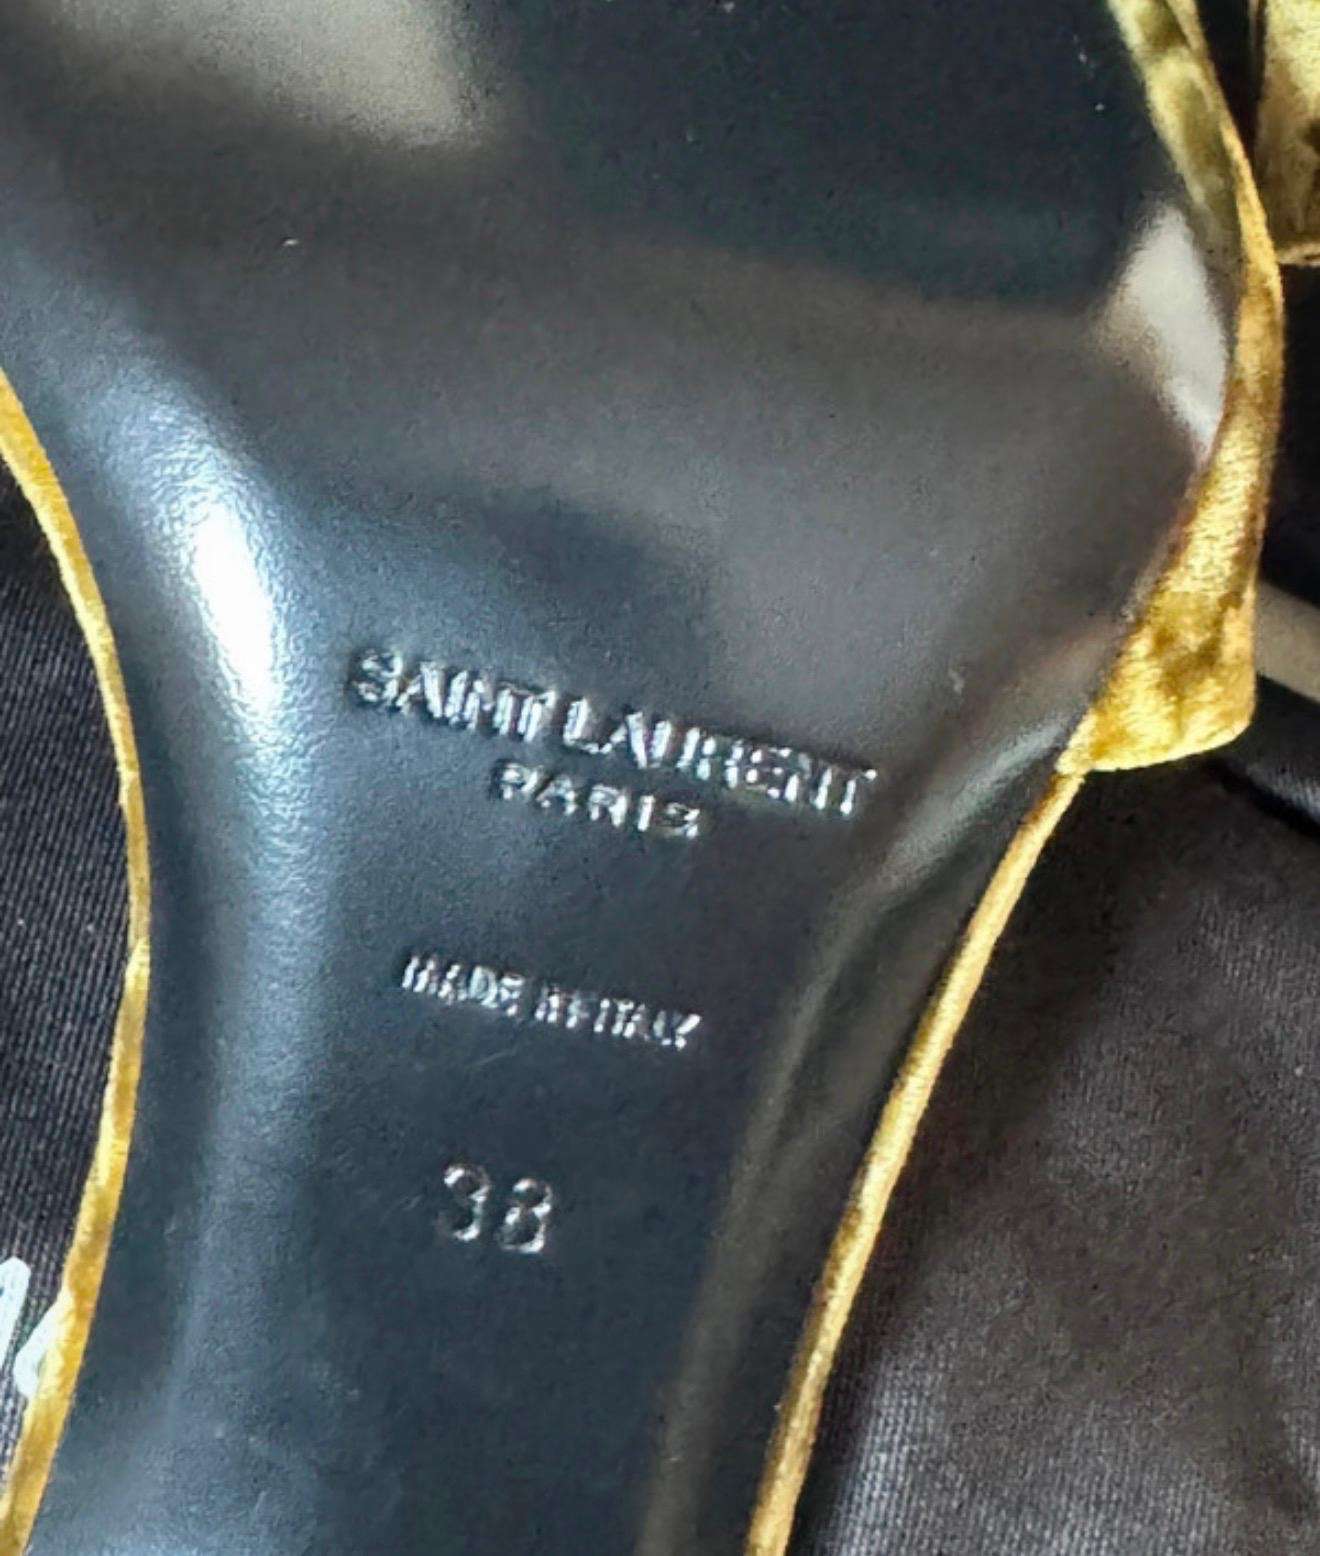 SAINT LAURENT
PARIS
MADE IN ITALY
38